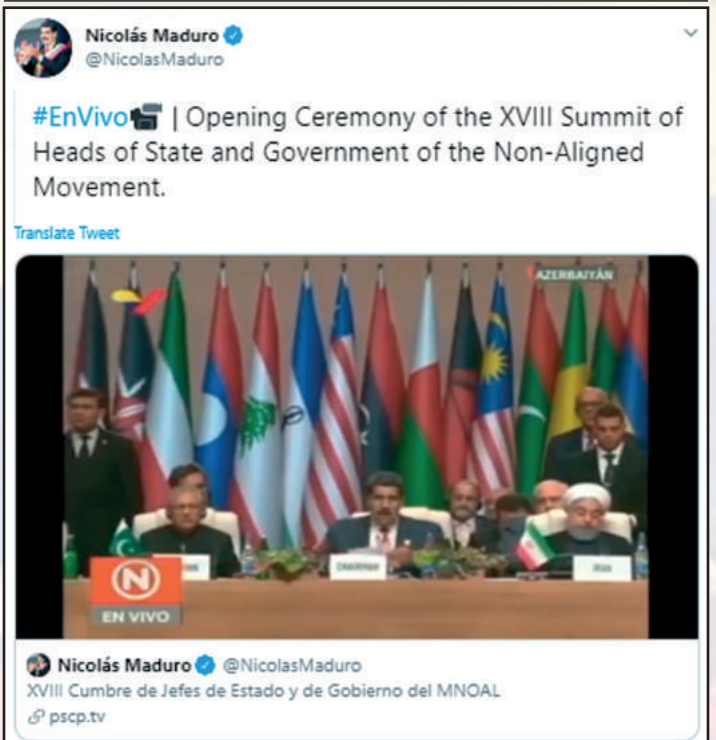 Nicolás Maduro
@NicolasMaduro
#EnVivo | Opening Ceremony of the XVIII Summit of
Heads of State and Government of the Non-Aligned
Movement.
Translate Tweet
AZERBAIYÁN
CHAIRMAN
IRAN
N
EN VIVO
Nicolás Maduro @NicolasMaduro
XVIII Cumbre de Jefes de Estado y de Gobierno del MNOAL
pscp.tv